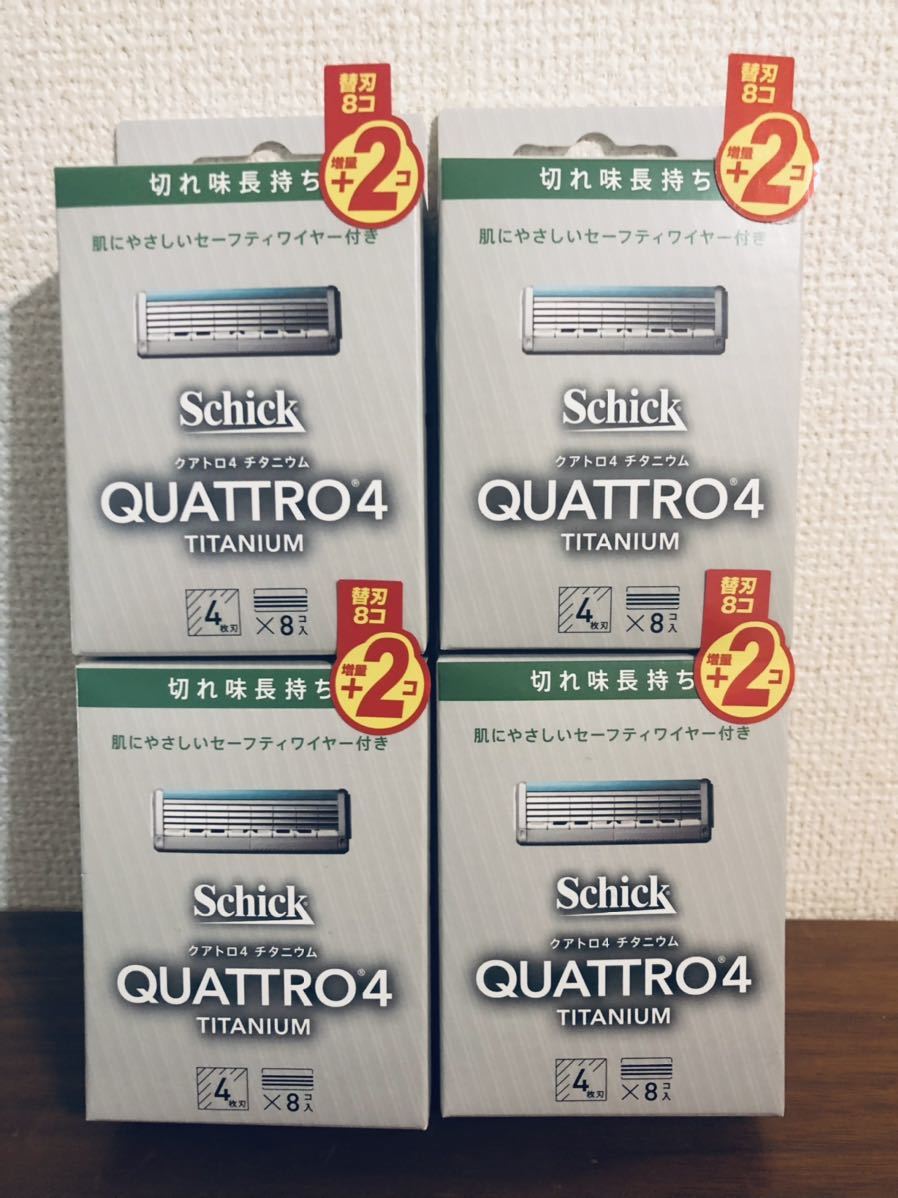 替刃
8コ
増量
+2コ
切れ味長持ち
肌にやさしいセーフティワイヤー付き
Schick
クアトロ4 チタニウム
QUATTRO®4
TITANIUM
4枚刃
×8コ入
替刃
8コ
増量
+2コ
切れ味長持ち
肌にやさしいセーフティワイヤー付き
Schick
クアトロ4 チタニウム
QUATTRO®4
TITANIUM
4枚刃
×8コ入
替刃
8コ
増量
+2コ
切れ味長持ち
肌にやさしいセーフティワイヤー付き
Schick
クアトロ4 チタニウム
QUATTRO®4
TITANIUM
4枚刃
×8コ入
替刃
8コ
増量
+2コ
切れ味長持ち
肌にやさしいセーフティワイヤー付き
Schick
クアトロ4 チタニウム
QUATTRO®4
TITANIUM
4枚刃
×8コ入